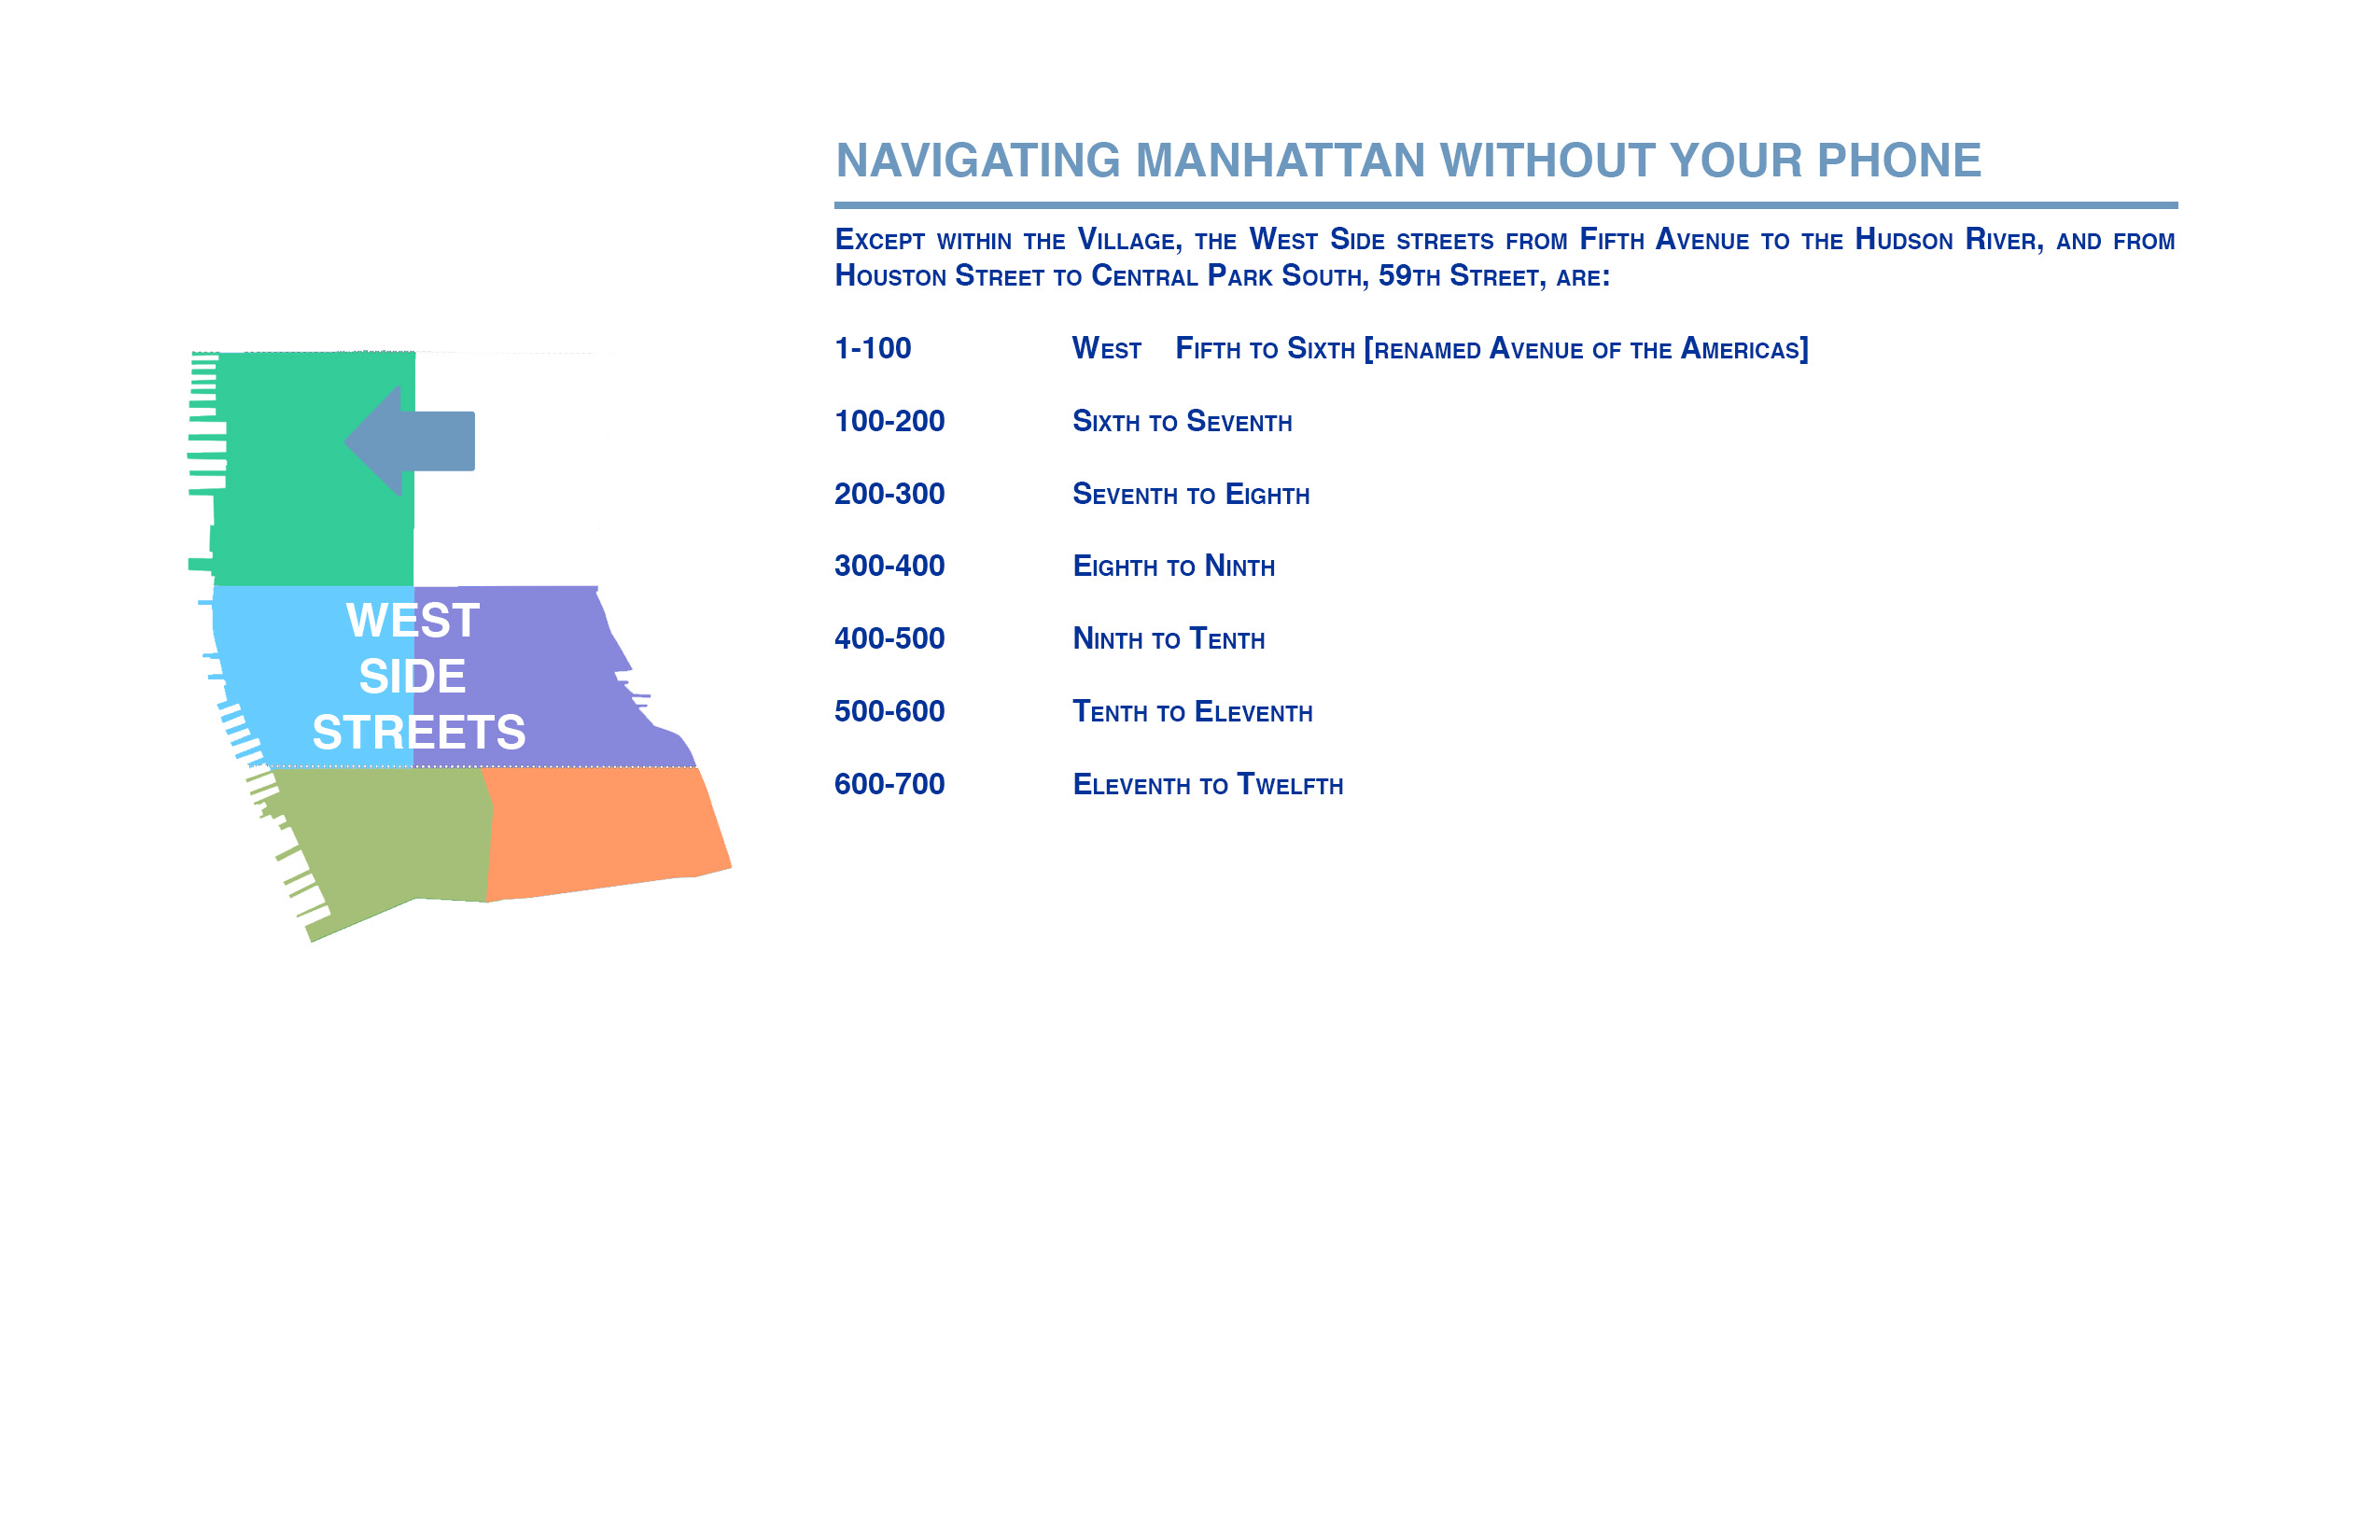 NAVIGATING MANHATTAN WITHOUT YOUR PHONE
Except within the Village, the West Side streets from Fifth Avenue to the Hudson River, and from
Houston Street to Central Park South, 59th Street, are:
1-100 West Fifth to Sixth [renamed Avenue of the Americas]
100-200 Sixth to Seventh
200-300 Seventh to Eighth
300-400 Eighth to Ninth
400-500 Ninth to Tenth
500-600 Tenth to Eleventh
600-700 Eleventh to Twelfth
WEST
SIDE
STREETS